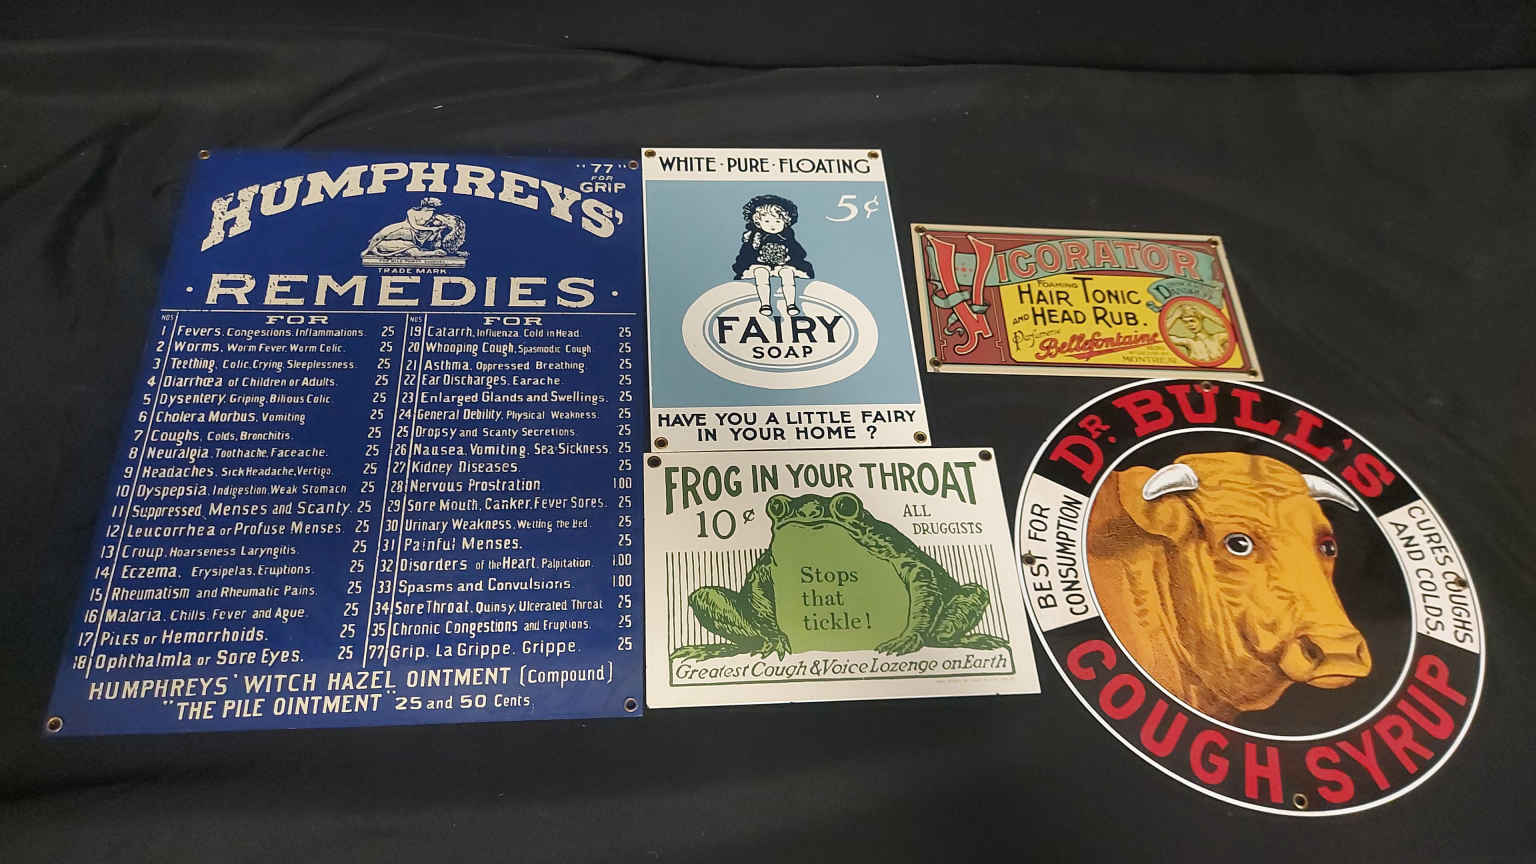 HUMPHREYS'
"77"
FOR
GRIP
TRADE MARK
· REMEDIES ·
NOS FOR
1 Fevers, Congestions, Inflammations. 25
2 Worms, Worm Fever, Worm Colic. 25
3 Teething, Colic, Crying, Sleeplessness. 25
4 Diarrhœa of Children or Adults. 25
5 Dysentery, Griping, Bilious Colic. 25
6 Cholera Morbus, Vomiting 25
7 Coughs, Colds, Bronchitis. 25
8 Neuralgia, Toothache, Faceache. 25
9 Headaches, Sick Headache, Vertigo. 25
10 Dyspepsia, Indigestion, Weak Stomach 25
11 Suppressed Menses and Scanty. 25
12 Leucorrhea or Profuse Menses. 25
13 Croup, Hoarseness Laryngitis. 25
14 Eczema, Erysipelas, Eruptions. 25
15 Rheumatism and Rheumatic Pains. 25
16 Malaria, Chills, Fever and Ague. 25
17 Piles or Hemorrhoids. 25
18 Ophthalmia or Sore Eyes. 25
NOS FOR
19 Catarrh, Influenza, Cold in Head. 25
20 Whooping Cough, Spasmodic Cough. 25
21 Asthma, Oppressed Breathing 25
22 Ear Discharges, Earache. 25
23 Enlarged Glands and Swellings. 25
24 General Debility, Physical Weakness. 25
25 Dropsy and Scanty Secretions. 25
26 Nausea, Vomiting, Sea Sickness. 25
27 Kidney Diseases. 25
28 Nervous Prostration. 1 00
29 Sore Mouth, Canker, Fever Sores. 25
30 Urinary Weakness, Wetting the Bed. 25
31 Painful Menses. 25
32 Disorders of the Heart, Palpitation. 1.00
33 Spasms and Convulsions. 1 00
34 Sore Throat, Quinsy, Ulcerated Throat 25
35 Chronic Congestions and Eruptions. 25
77 Grip, La Grippe, Grippe. 25
HUMPHREYS' WITCH HAZEL OINTMENT (Compound)
"THE PILE OINTMENT" 25 and 50 Cents
WHITE · PURE · FLOATING
5¢
FAIRY
SOAP
HAVE YOU A LITTLE FAIRY
IN YOUR HOME ?
FROG IN YOUR THROAT
10¢
ALL
DRUGGISTS
Stops
that
tickle!
Greatest Cough & Voice Lozenge on Earth
VIGORATOR
FOAMING
HAIR TONIC
AND HEAD RUB.
Bellefontaine
MONTREAL
DR. BULL'S
BEST FOR
CONSUMPTION
CURES COUGHS
AND COLDS.
COUGH SYRUP